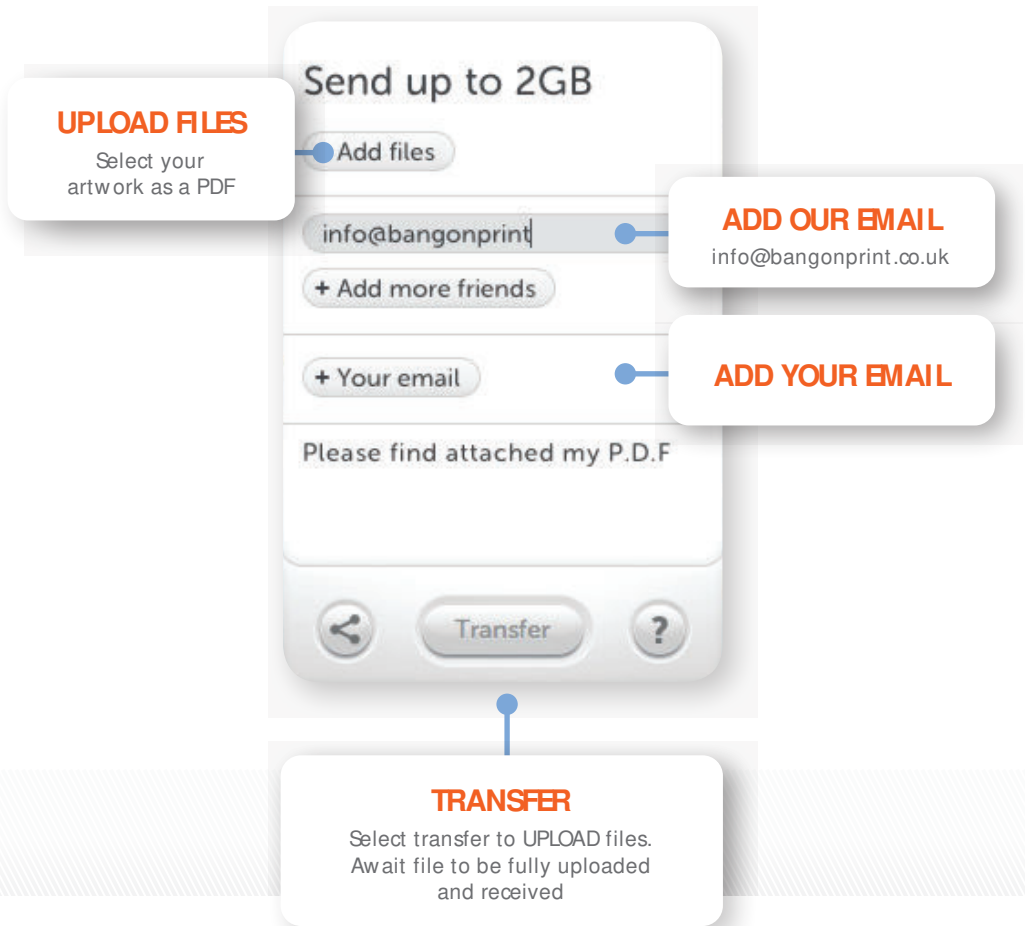 Send up to 2GB
UPLOAD FILES
Select your
artwork as a PDF
Add files
info@bangonprint
ADD OUR EMAIL
info@bangonprint.co.uk
+ Add more friends
+ Your email
ADD YOUR EMAIL
Please find attached my P.D.F
Transfer
?
TRANSFER
Select transfer to UPLOAD files.
Await file to be fully uploaded
and received